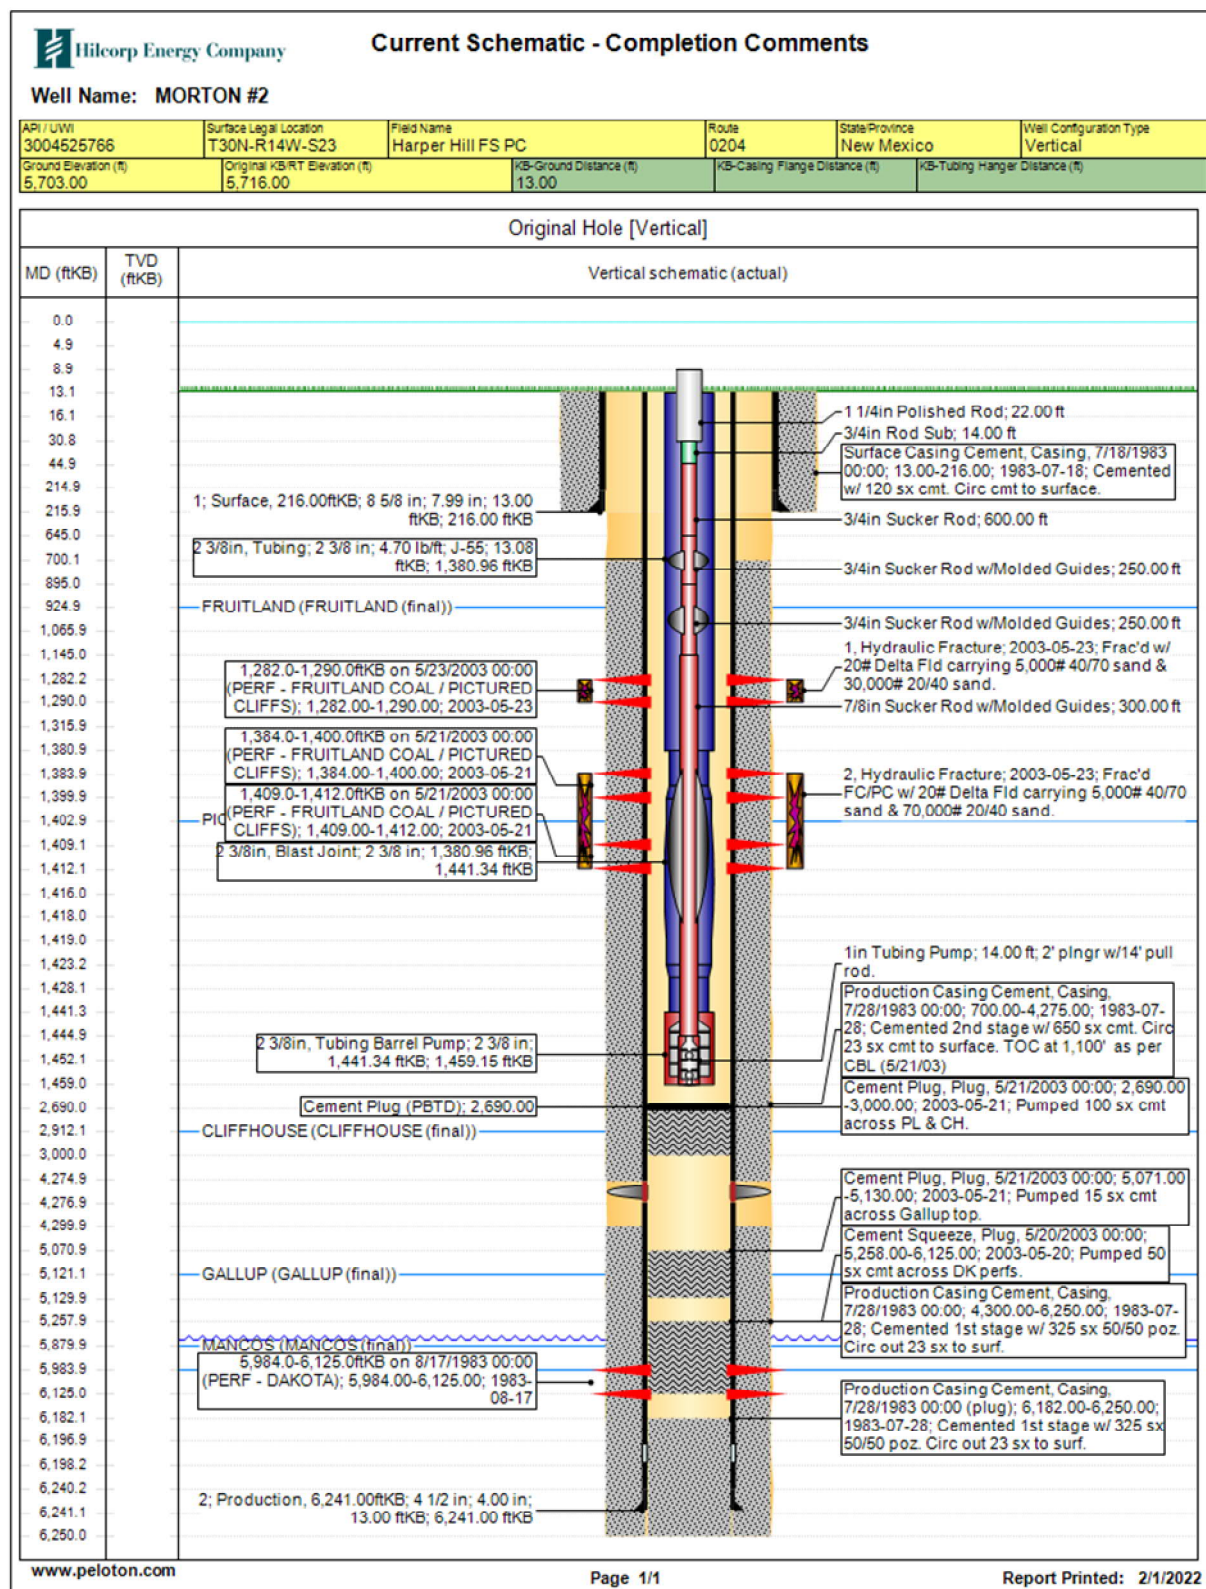 Hilcorp Energy Company
Current Schematic - Completion Comments
Well Name: MORTON #2
API / UWI
3004525766
Surface Legal Location
T30N-R14W-S23
Field Name
Harper Hill FS PC
Route
0204
State/Province
New Mexico
Well Configuration Type
Vertical
Ground Elevation (ft)
5,703.00
Original KB/RT Elevation (ft)
5,716.00
KB-Ground Distance (ft)
13.00
KB-Casing Flange Distance (ft)
KB-Tubing Hanger Distance (ft)
Original Hole [Vertical]
MD (ftKB)
TVD
(ftKB)
Vertical schematic (actual)
0.0
4.9
8.9
13.1
16.1
30.8
44.9
214.9
215.9
645.0
700.1
895.0
924.9
1,065.9
1,145.0
1,282.2
1,290.0
1,315.9
1,380.9
1,383.9
1,399.9
1,402.9
1,409.1
1,412.1
1,416.0
1,418.0
1,419.0
1,423.2
1,428.1
1,441.3
1,444.9
1,452.1
1,459.0
2,690.0
2,912.1
3,000.0
4,274.9
4,276.9
4,299.9
5,070.9
5,121.1
5,129.9
5,257.9
5,879.9
5,983.9
6,125.0
6,182.1
6,196.9
6,198.2
6,240.2
6,241.1
6,250.0
1; Surface, 216.00ftKB; 8 5/8 in; 7.99 in; 13.00
ftKB; 216.00 ftKB
2 3/8in, Tubing; 2 3/8 in; 4.70 lb/ft; J-55; 13.08
ftKB; 1,380.96 ftKB
FRUITLAND (FRUITLAND (final))
1,282.0-1,290.0ftKB on 5/23/2003 00:00
(PERF - FRUITLAND COAL / PICTURED
CLIFFS); 1,282.00-1,290.00; 2003-05-23
1,384.0-1,400.0ftKB on 5/21/2003 00:00
(PERF - FRUITLAND COAL / PICTURED
CLIFFS); 1,384.00-1,400.00; 2003-05-21
1,409.0-1,412.0ftKB on 5/21/2003 00:00
PIC
(PERF - FRUITLAND COAL / PICTURED
CLIFFS); 1,409.00-1,412.00; 2003-05-21
2 3/8in, Blast Joint; 2 3/8 in; 1,380.96 ftKB;
1,441.34 ftKB
2 3/8in, Tubing Barrel Pump; 2 3/8 in;
1,441.34 ftKB; 1,459.15 ftKB
Cement Plug (PBTD); 2,690.00
CLIFFHOUSE (CLIFFHOUSE (final))
GALLUP (GALLUP (final))
MANCOS (MANCOS (final))
5,984.0-6,125.0ftKB on 8/17/1983 00:00
(PERF - DAKOTA); 5,984.00-6,125.00; 1983-
08-17
2; Production, 6,241.00ftKB; 4 1/2 in; 4.00 in;
13.00 ftKB; 6,241.00 ftKB
1 1/4in Polished Rod; 22.00 ft
3/4in Rod Sub; 14.00 ft
Surface Casing Cement, Casing, 7/18/1983
00:00; 13.00-216.00; 1983-07-18; Cemented
w/ 120 sx cmt. Circ cmt to surface.
3/4in Sucker Rod; 600.00 ft
3/4in Sucker Rod w/Molded Guides; 250.00 ft
3/4in Sucker Rod w/Molded Guides; 250.00 ft
1, Hydraulic Fracture; 2003-05-23; Frac'd w/
20# Delta Fld carrying 5,000# 40/70 sand &
30,000# 20/40 sand.
7/8in Sucker Rod w/Molded Guides; 300.00 ft
2, Hydraulic Fracture; 2003-05-23; Frac'd
FC/PC w/ 20# Delta Fld carrying 5,000# 40/70
sand & 70,000# 20/40 sand.
1in Tubing Pump; 14.00 ft; 2' plngr w/14' pull
rod.
Production Casing Cement, Casing,
7/28/1983 00:00; 700.00-4,275.00; 1983-07-
28; Cemented 2nd stage w/ 650 sx cmt. Circ
23 sx cmt to surface. TOC at 1,100' as per
CBL (5/21/03)
Cement Plug, Plug, 5/21/2003 00:00; 2,690.00
-3,000.00; 2003-05-21; Pumped 100 sx cmt
across PL & CH.
Cement Plug, Plug, 5/21/2003 00:00; 5,071.00
-5,130.00; 2003-05-21; Pumped 15 sx cmt
across Gallup top.
Cement Squeeze, Plug, 5/20/2003 00:00;
5,258.00-6,125.00; 2003-05-20; Pumped 50
sx cmt across DK perfs.
Production Casing Cement, Casing,
7/28/1983 00:00; 4,300.00-6,250.00; 1983-07-
28; Cemented 1st stage w/ 325 sx 50/50 poz.
Circ out 23 sx to surf.
Production Casing Cement, Casing,
7/28/1983 00:00 (plug); 6,182.00-6,250.00;
1983-07-28; Cemented 1st stage w/ 325 sx
50/50 poz. Circ out 23 sx to surf.
www.peloton.com
Page 1/1
Report Printed: 2/1/2022